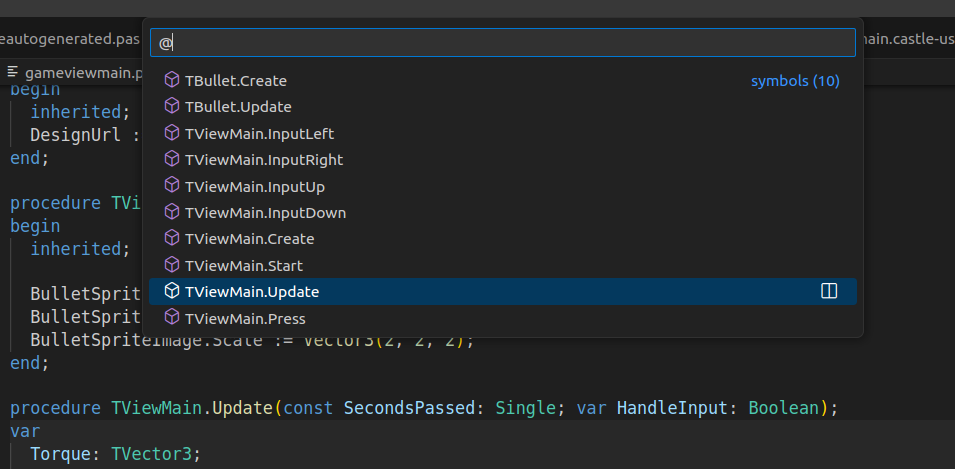 eautogenerated.pas
ain.castle-us
@
gameviewmain.p
TBullet.Create
symbols (10)
TBullet.Update
TViewMain.InputLeft
TViewMain.InputRight
TViewMain.InputUp
TViewMain.InputDown
TViewMain.Create
TViewMain.Start
TViewMain.Update
TViewMain.Press
begin
inherited;
DesignUrl :
end;
procedure TVi
begin
inherited;
BulletSprit
BulletSprit
BulletSpriteImage.Scale := Vector3(2, 2, 2);
end;
procedure TViewMain.Update(const SecondsPassed: Single; var HandleInput: Boolean);
var
Torque: TVector3;